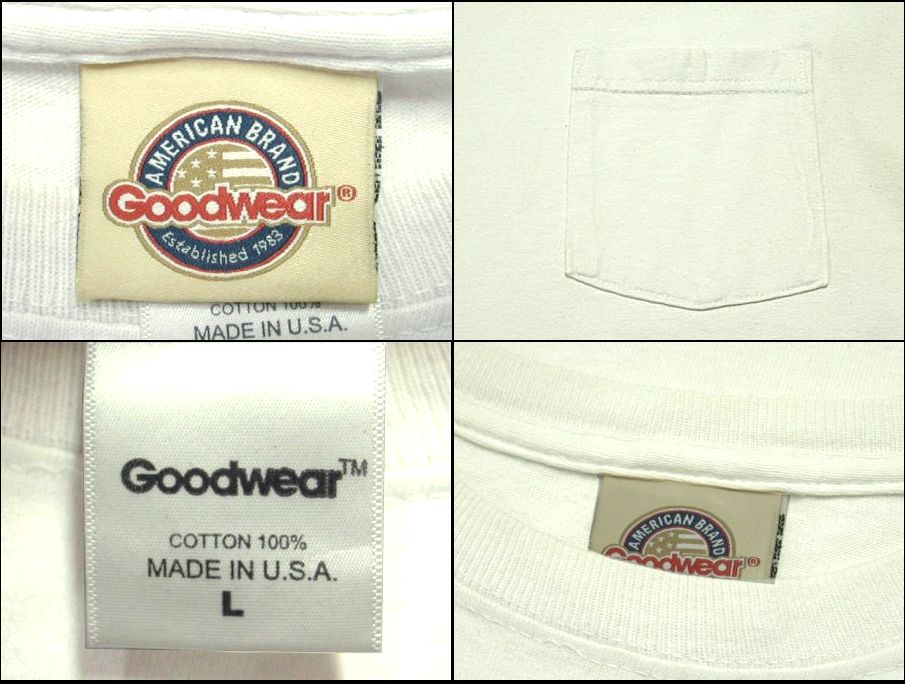 AMERICAN BRAND
Goodwear®
Established 1983
COTTON 100%
MADE IN U.S.A.
Goodwear™
COTTON 100%
MADE IN U.S.A.
L
AMERICAN BRAND
Goodwear®